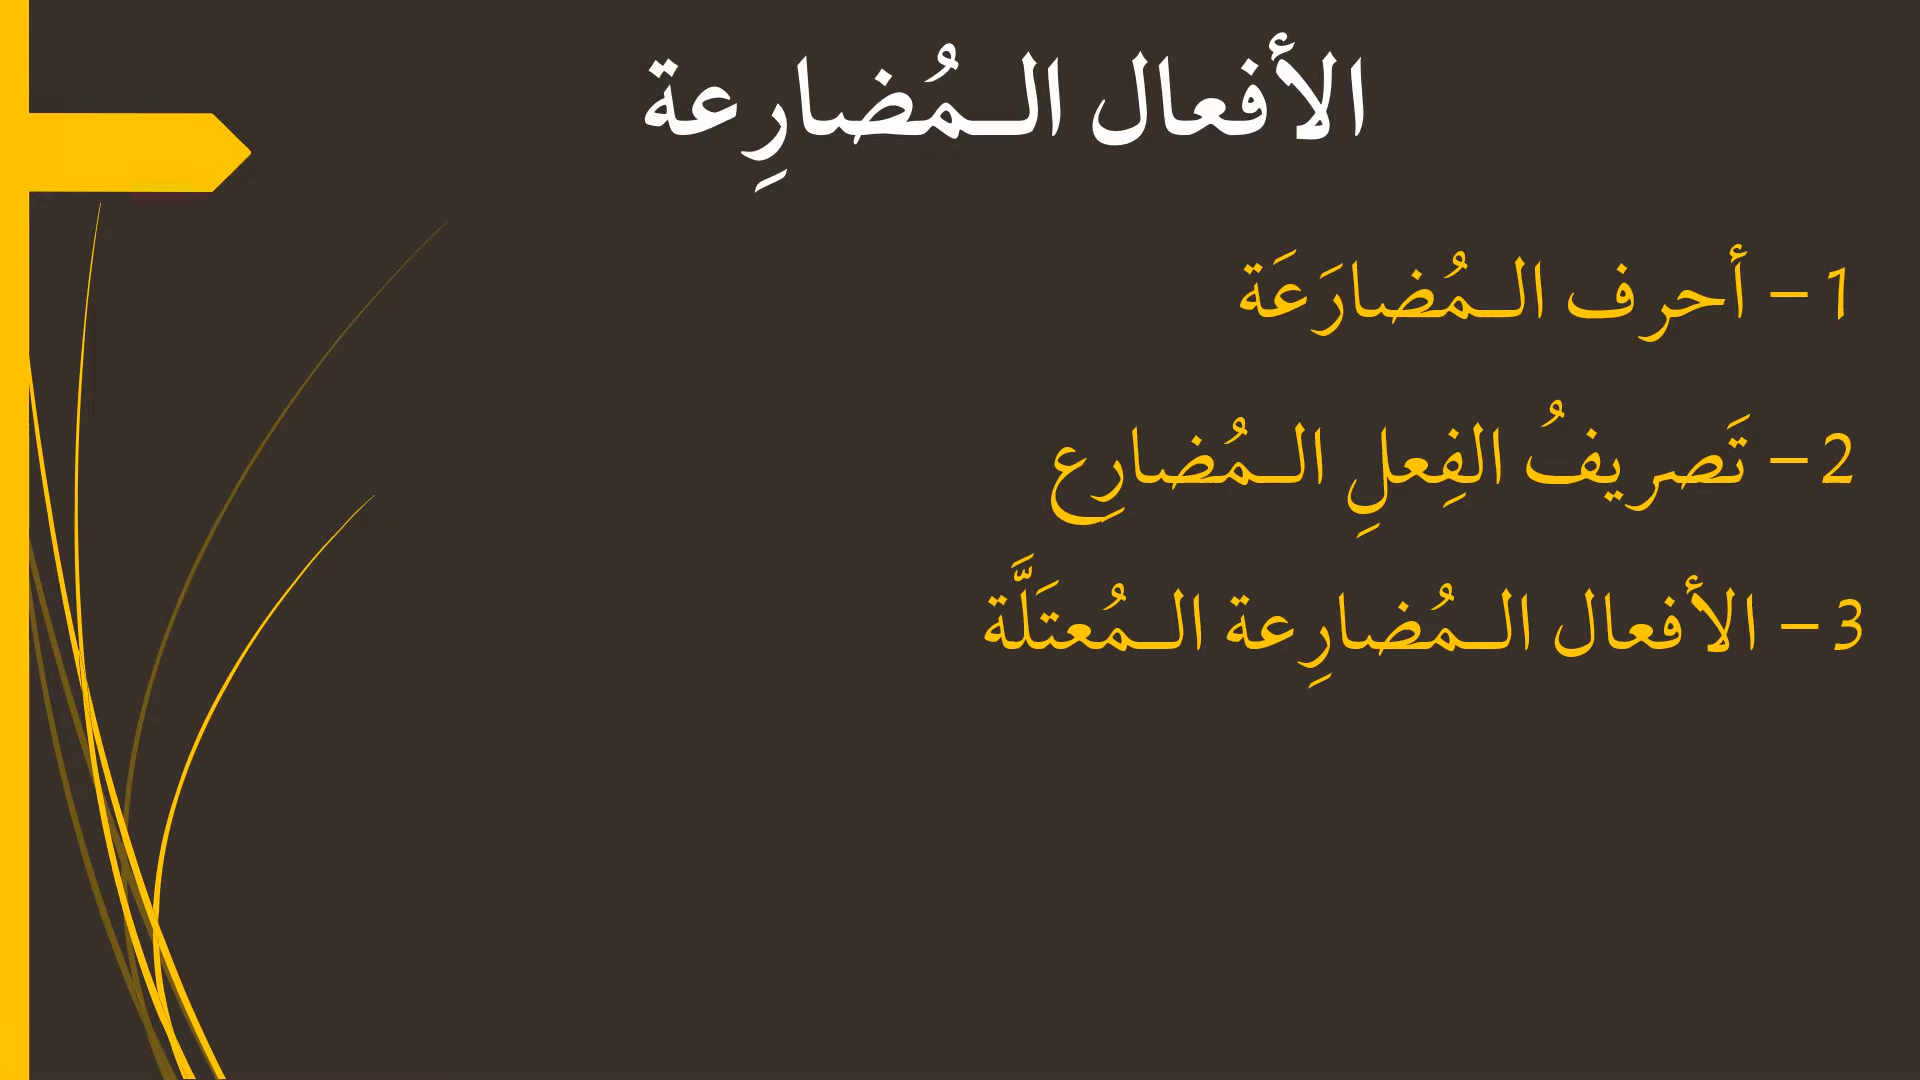 الأفعال الـمُضارِعة
1- أحرف الـمُضارَعَة
2- تَصريفُ الفِعلِ الـمُضارِع
3- الأفعال الـمُضارِعة الـمُعتَلَّة